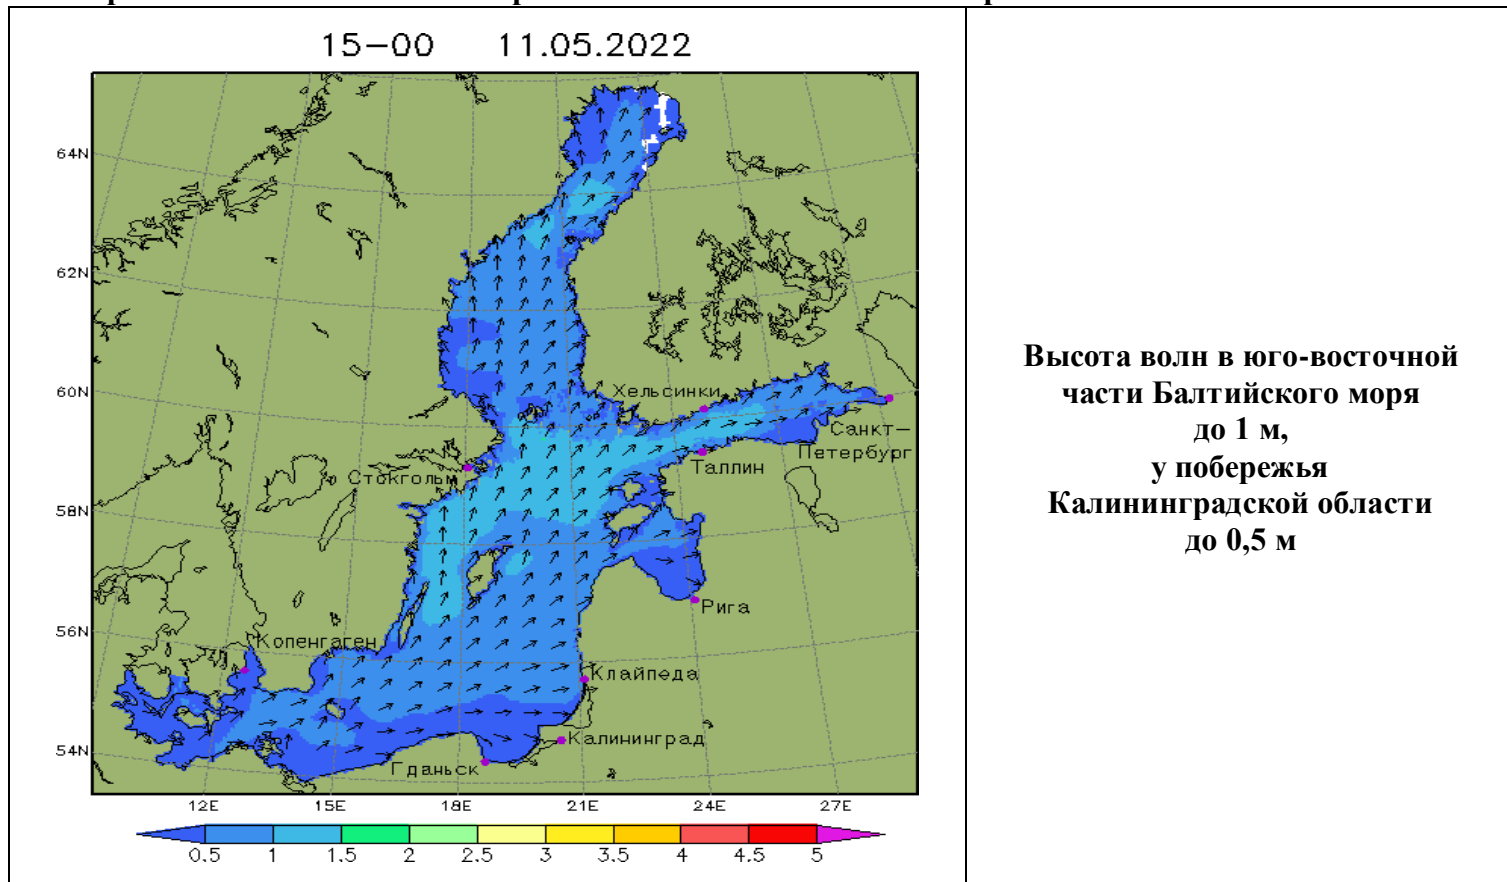 15-00 11.05.2022
64N
62N
60N
58N
56N
54N
Хельсинки
Санкт-
Петербург
Таллин
Стокгольм
Рига
Копенгаген
Клайпеда
Калининград
Гданьск
12E 15E 18E 21E 24E 27E
0.5 1 1.5 2 2.5 3 3.5 4 4.5 5
Высота волн в юго-восточной
части Балтийского моря
до 1 м,
у побережья
Калининградской области
до 0,5 м